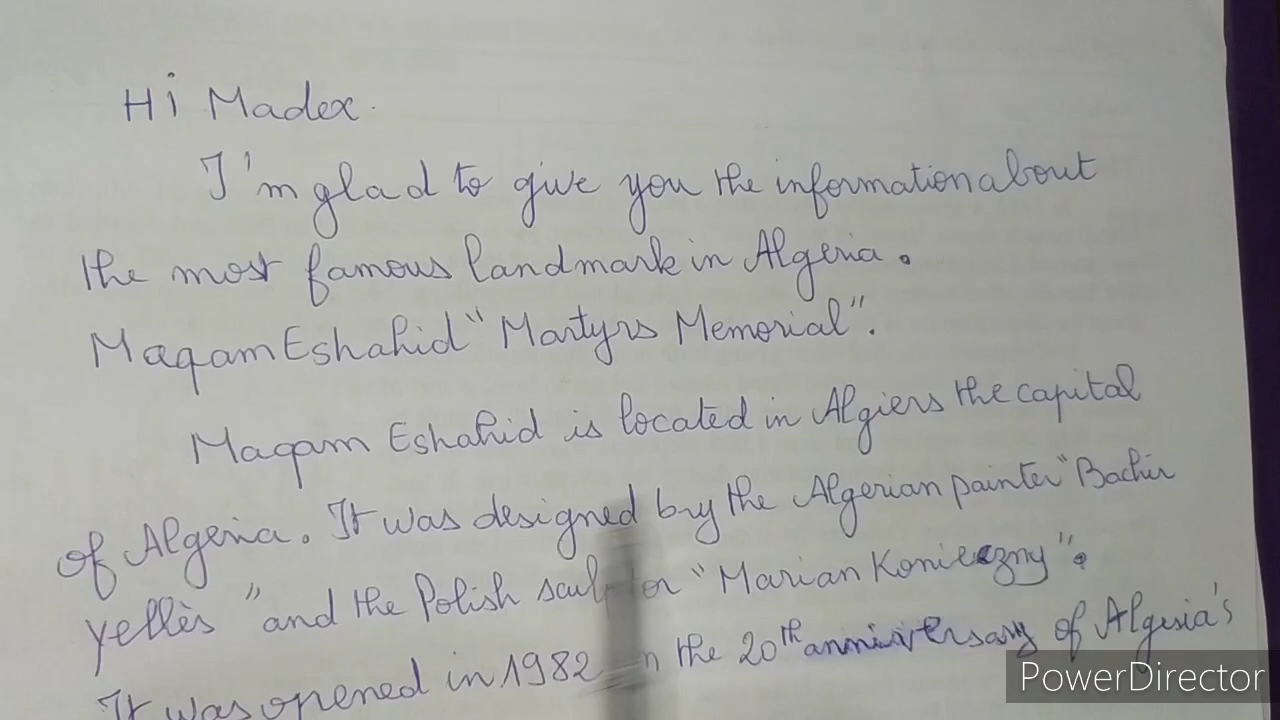 Hi Madex.
I'm glad to give you the information about
the most famous landmark in Algeria.
Maqam Eshahid "Martyrs Memorial".
Maqam Eshahid is located in Algiers the capital
of Algeria. It was designed by the Algerian painter "Bachir
yellès" and the Polish sculptor "Marian Konieczny".
It was opened in 1982 the 20th anniversary of Algeria's
PowerDirector